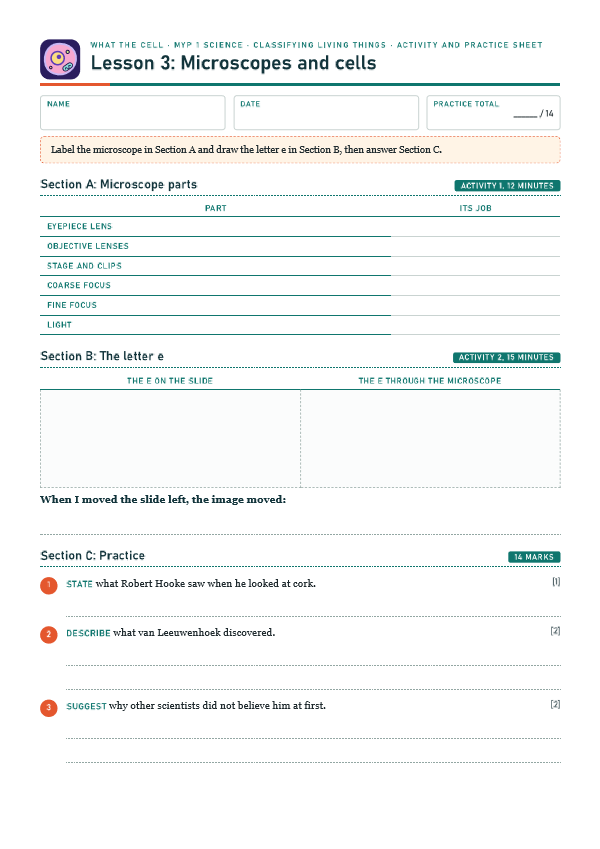 WHAT THE CELL · MYP 1 SCIENCE · CLASSIFYING LIVING THINGS · ACTIVITY AND PRACTICE SHEET
Lesson 3: Microscopes and cells
NAME
DATE
PRACTICE TOTAL
_____ / 14
Label the microscope in Section A and draw the letter e in Section B, then answer Section C.
Section A: Microscope parts
ACTIVITY 1, 12 MINUTES
PART
ITS JOB
EYEPIECE LENS
OBJECTIVE LENSES
STAGE AND CLIPS
COARSE FOCUS
FINE FOCUS
LIGHT
Section B: The letter e
ACTIVITY 2, 15 MINUTES
THE E ON THE SLIDE
THE E THROUGH THE MICROSCOPE
When I moved the slide left, the image moved:
Section C: Practice
14 MARKS
1 STATE what Robert Hooke saw when he looked at cork. [1]
2 DESCRIBE what van Leeuwenhoek discovered. [2]
3 SUGGEST why other scientists did not believe him at first. [2]